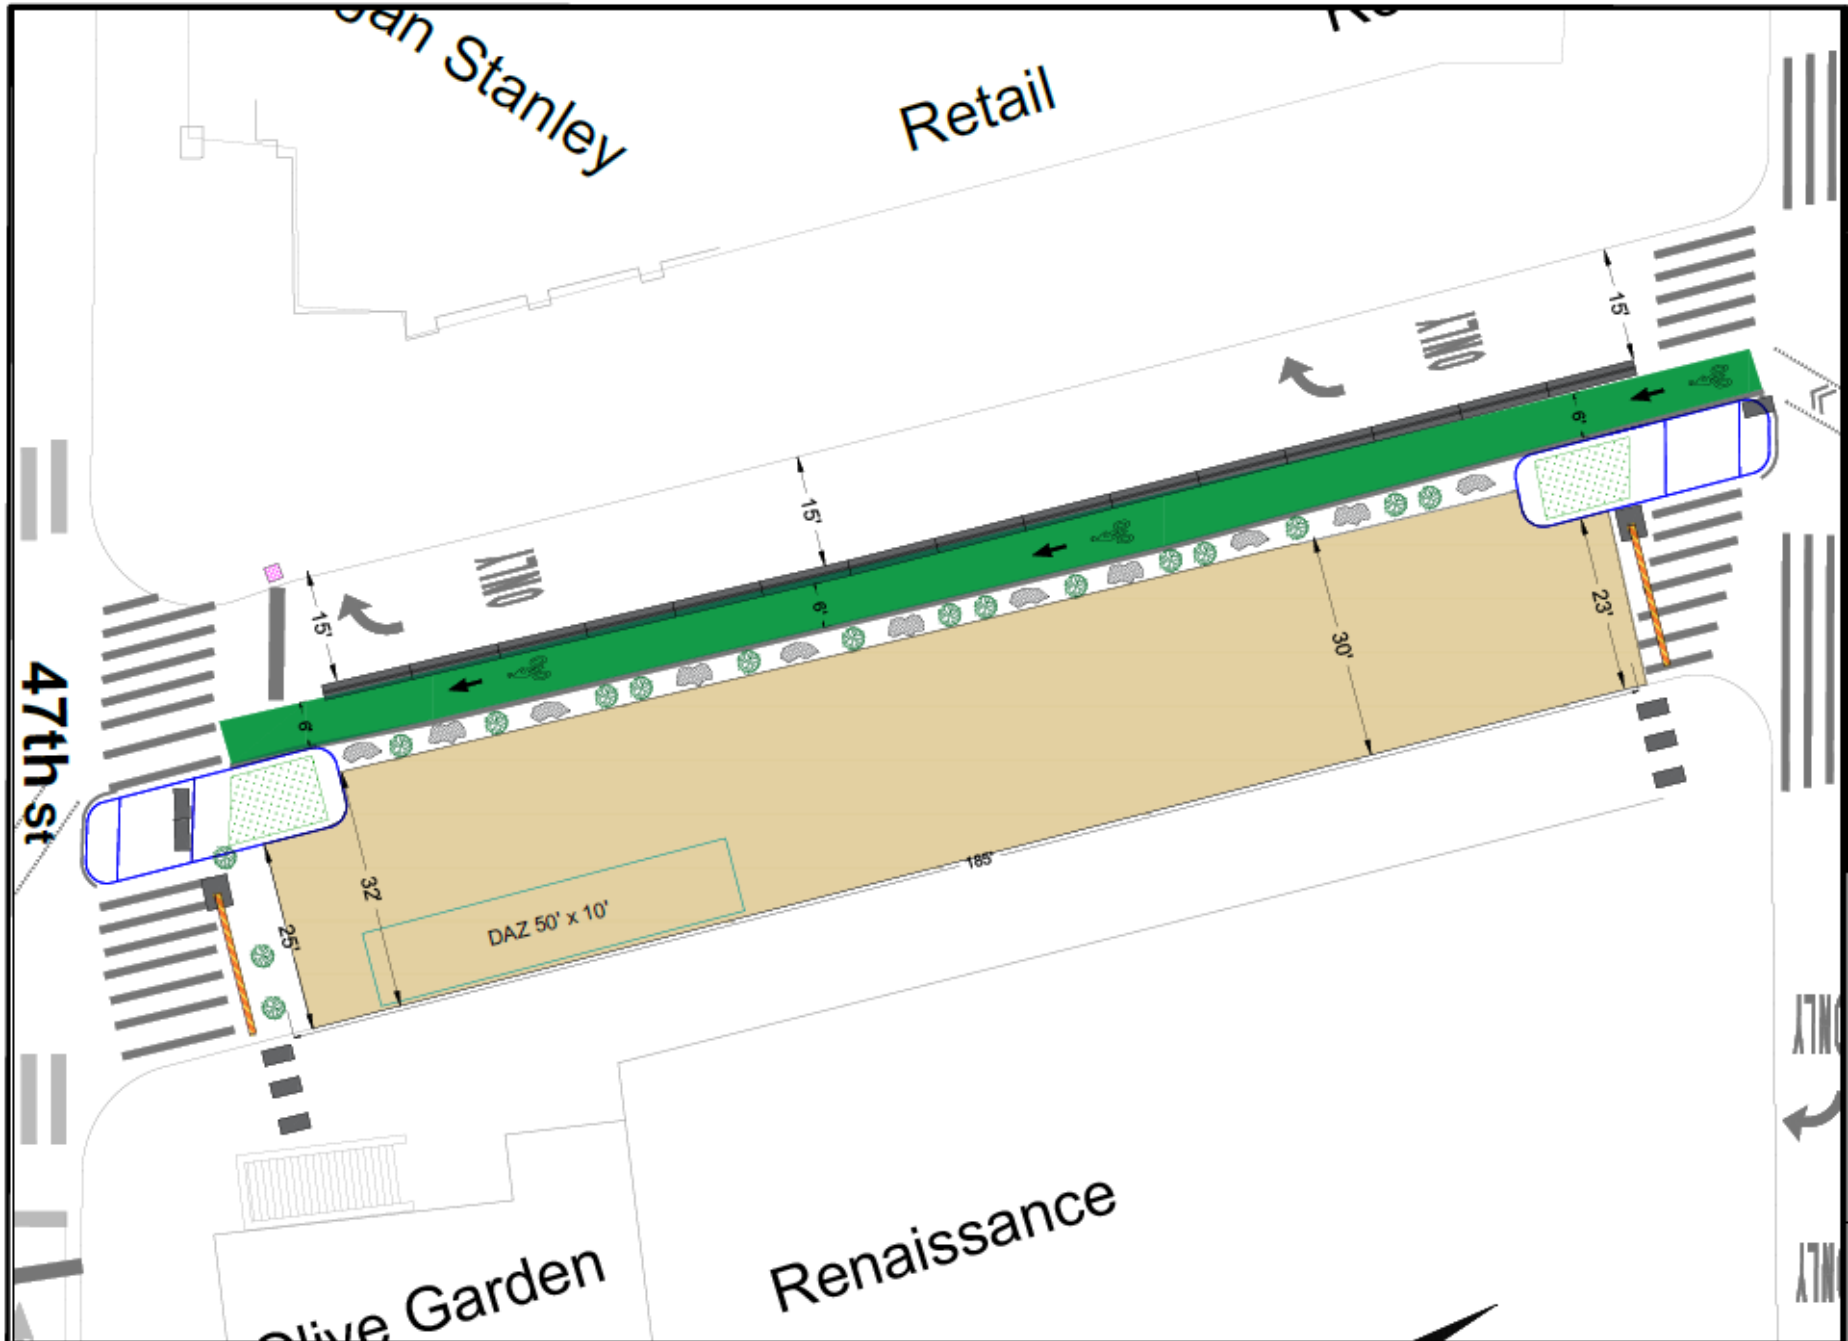 gan Stanley
Retail
15'
ONLY
6'
15'
ONLY
15'
6'
23'
30'
6'
47th st
32'
25'
185'
DAZ 50' x 10'
ONLY
Renaissance
Olive Garden
ONLY